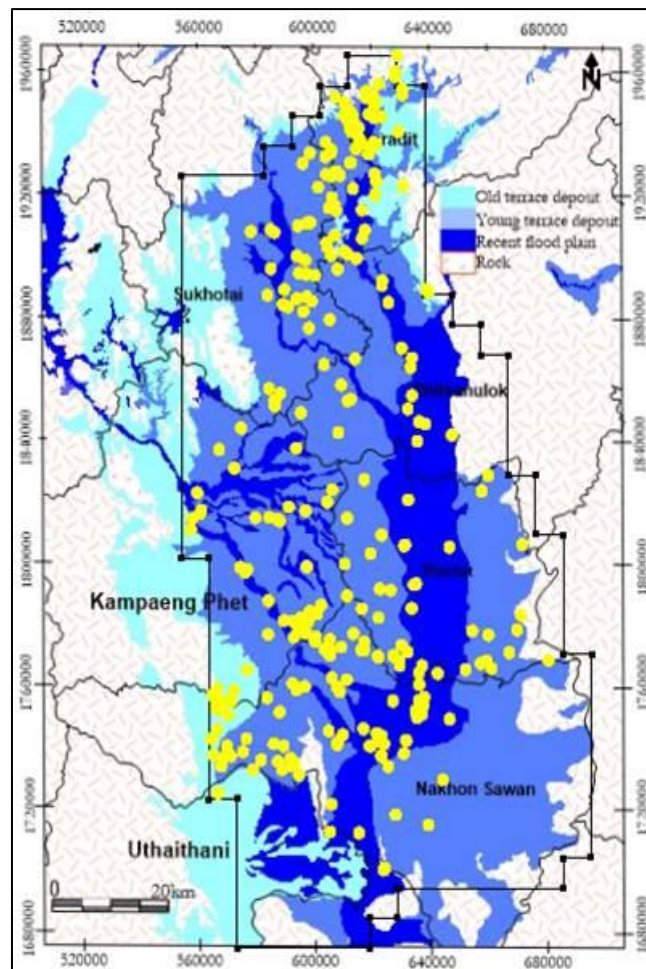 520000 560000 600000 640000 680000
1960000
1920000
1880000
1840000
1800000
1760000
1720000
1680000
N
radit
Old terrace depout
Young terrace depout
Recent flood plain
Rock
Sukhotai
Kampaeng Phet
Nakhon Sawan
Uthaithani
0 20km
1960000
1920000
1880000
1840000
1800000
1760000
1720000
1680000
520000 560000 600000 640000 680000